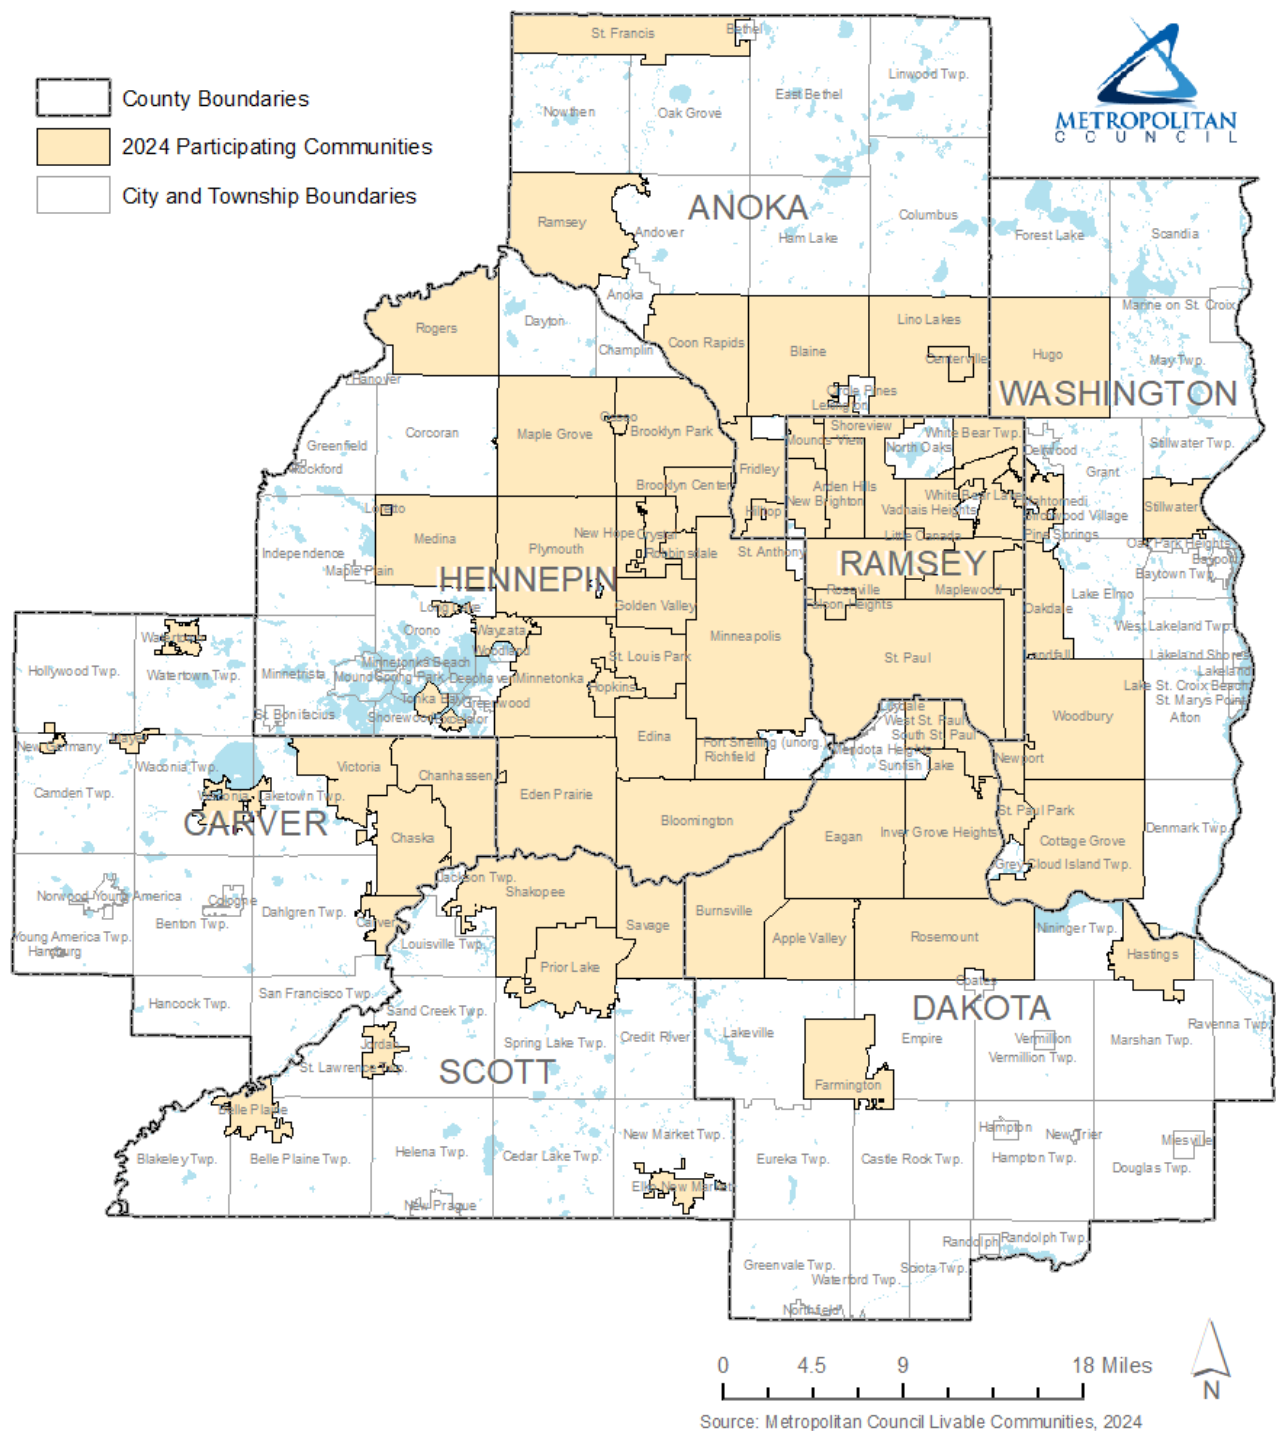 County Boundaries
2024 Participating Communities
City and Township Boundaries
METROPOLITAN
COUNCIL
St. Francis
Bethel
Linwood Twp.
East Bethel
Nowthen
Oak Grove
ANOKA
Ramsey
Andover
Ham Lake
Columbus
Forest Lake
Scandia
Anoka
Marine on St. Croix
Rogers
Dayton
Lino Lakes
Champlin
Coon Rapids
Blaine
Centerville
Hugo
May Twp.
Hanover
Circle Pines
Lexington
WASHINGTON
Osseo
Greenfield
Corcoran
Maple Grove
Brooklyn Park
Shoreview
Mounds View
White Bear Twp.
North Oaks
Dellwood
Stillwater Twp.
Rockford
Fridley
Grant
Brooklyn Center
Arden Hills
New Brighton
White Bear Lake
Mahtomedi
Loretto
Hilltop
Vadnais Heights
Birchwood Village
Stillwater
Medina
New Hope
Crystal
Little Canada
Pine Springs
Oak Park Heights
Independence
Plymouth
Robbinsdale
St. Anthony
RAMSEY
Bayport
Maple Plain
HENNEPIN
Roseville
Maplewood
Baytown Twp.
Long Lake
Golden Valley
Falcon Heights
Oakdale
Lake Elmo
Orono
Wayzata
West Lakeland Twp.
Watertown
Woodland
Minneapolis
Hollywood Twp.
Watertown Twp.
Minnetrista
Minnetonka Beach
St. Louis Park
St. Paul
Landfall
Lakeland Shores
Lakeland
Mound
Spring Park
Deephaven
Minnetonka
Hopkins
Lake St. Croix Beach
Tonka Bay
Greenwood
St. Marys Point
St. Bonifacius
Shorewood
Excelsior
Lilydale
West St. Paul
Woodbury
Afton
New Germany
Mayer
Edina
Fort Snelling (unorg.)
South St. Paul
Mendota Heights
Richfield
Sunfish Lake
Newport
Waconia Twp.
Victoria
Chanhassen
Camden Twp.
Waconia
Laketown Twp.
Eden Prairie
Bloomington
St. Paul Park
CARVER
Chaska
Eagan
Inver Grove Heights
Cottage Grove
Denmark Twp.
Grey Cloud Island Twp.
Jackson Twp.
Norwood Young America
Cologne
Shakopee
Benton Twp.
Dahlgren Twp.
Carver
Savage
Burnsville
Young America Twp.
Louisville Twp.
Apple Valley
Rosemount
Nininger Twp.
Hamburg
Prior Lake
Hastings
Coates
Hancock Twp.
San Francisco Twp.
Sand Creek Twp.
DAKOTA
Jordan
Spring Lake Twp.
Credit River
Lakeville
Empire
Vermillion
Marshan Twp.
Ravenna Twp.
St. Lawrence Twp.
SCOTT
Vermillion Twp.
Farmington
Belle Plaine
New Market Twp.
Hampton
New Trier
Miesville
Blakeley Twp.
Belle Plaine Twp.
Helena Twp.
Cedar Lake Twp.
Eureka Twp.
Castle Rock Twp.
Hampton Twp.
Douglas Twp.
Elko New Market
New Prague
Randolph
Randolph Twp.
Greenvale Twp.
Waterford Twp.
Sciota Twp.
Northfield
0 4.5 9 18 Miles
N
Source: Metropolitan Council Livable Communities, 2024